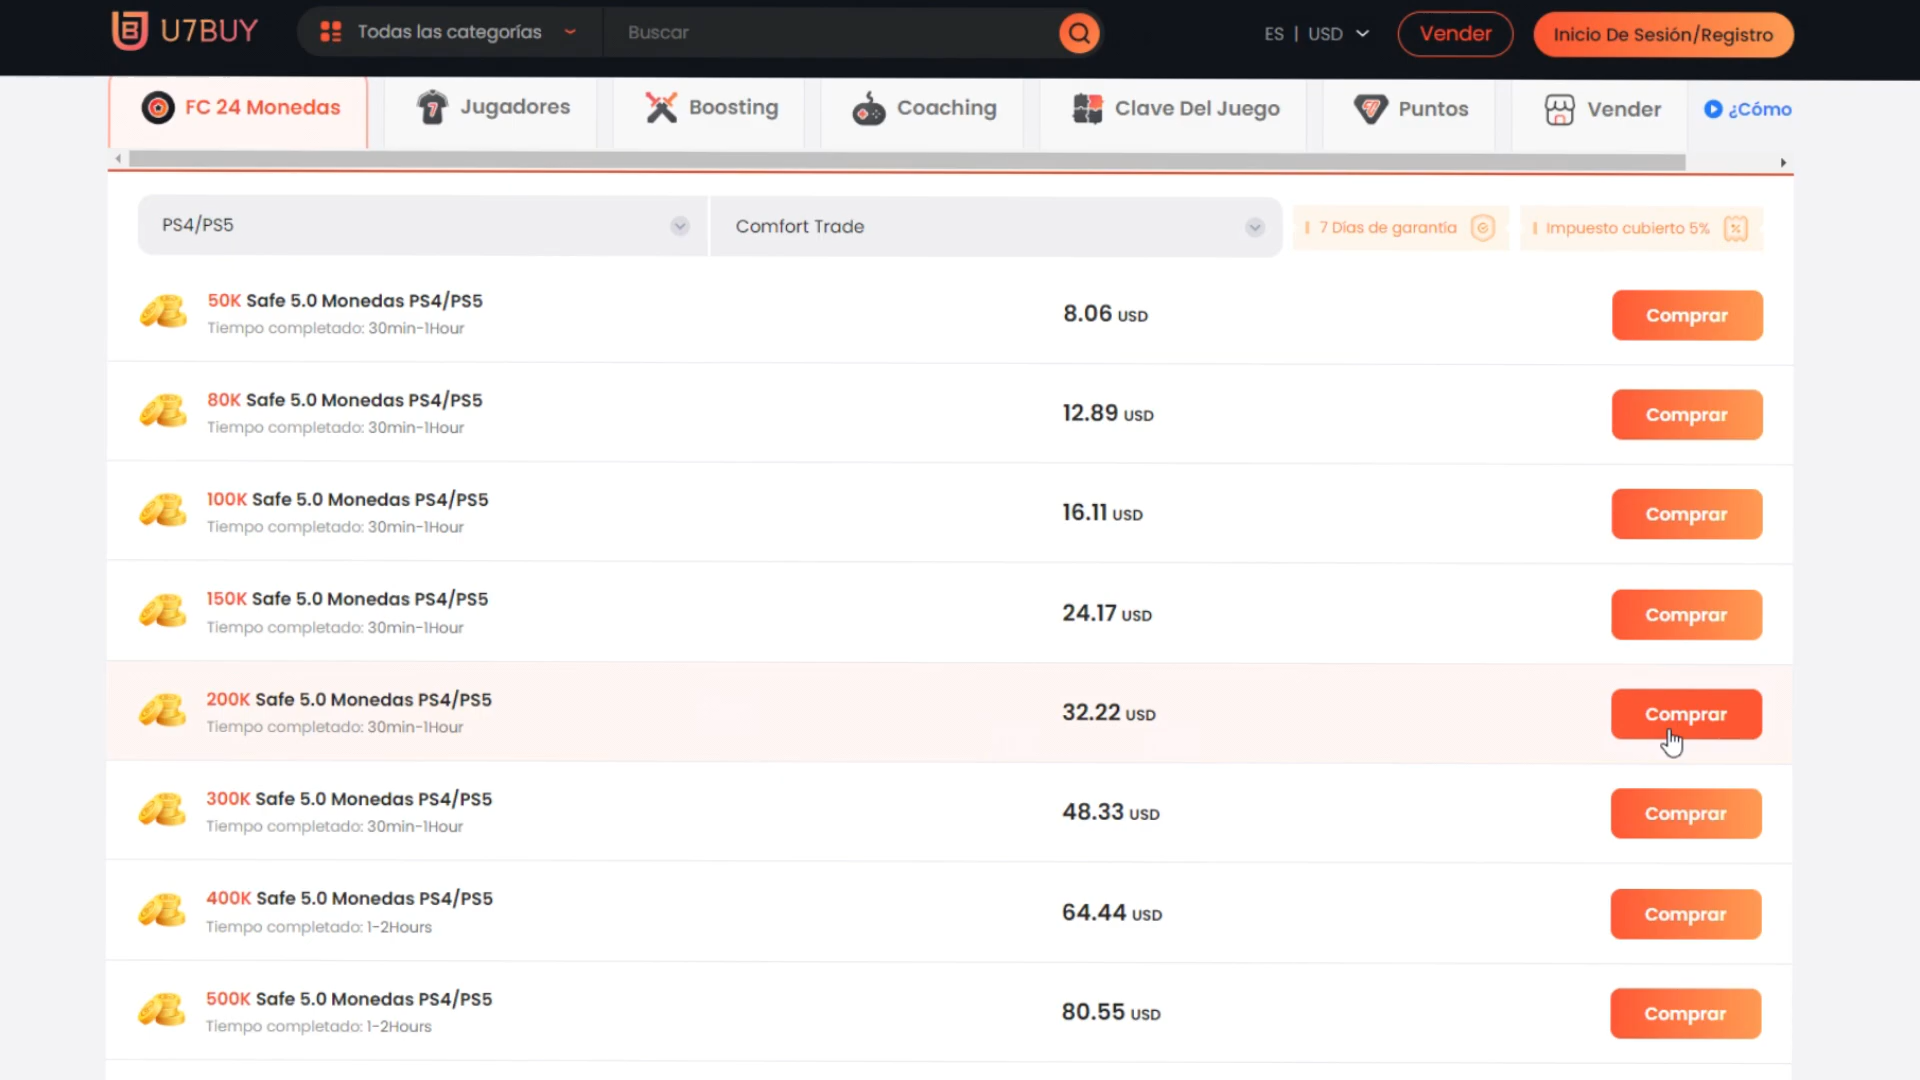 U7BUY
Todas las categorías
Buscar
ES | USD
Vender
Inicio De Sesión/Registro
FC 24 Monedas
Jugadores
Boosting
Coaching
Clave Del Juego
Puntos
Vender
¿Cómo
PS4/PS5
Comfort Trade
7 Días de garantía
Impuesto cubierto 5%
50K Safe 5.0 Monedas PS4/PS5
Tiempo completado: 30min-1Hour
8.06 USD
Comprar
80K Safe 5.0 Monedas PS4/PS5
Tiempo completado: 30min-1Hour
12.89 USD
Comprar
100K Safe 5.0 Monedas PS4/PS5
Tiempo completado: 30min-1Hour
16.11 USD
Comprar
150K Safe 5.0 Monedas PS4/PS5
Tiempo completado: 30min-1Hour
24.17 USD
Comprar
200K Safe 5.0 Monedas PS4/PS5
Tiempo completado: 30min-1Hour
32.22 USD
Comprar
300K Safe 5.0 Monedas PS4/PS5
Tiempo completado: 30min-1Hour
48.33 USD
Comprar
400K Safe 5.0 Monedas PS4/PS5
Tiempo completado: 1-2Hours
64.44 USD
Comprar
500K Safe 5.0 Monedas PS4/PS5
Tiempo completado: 1-2Hours
80.55 USD
Comprar